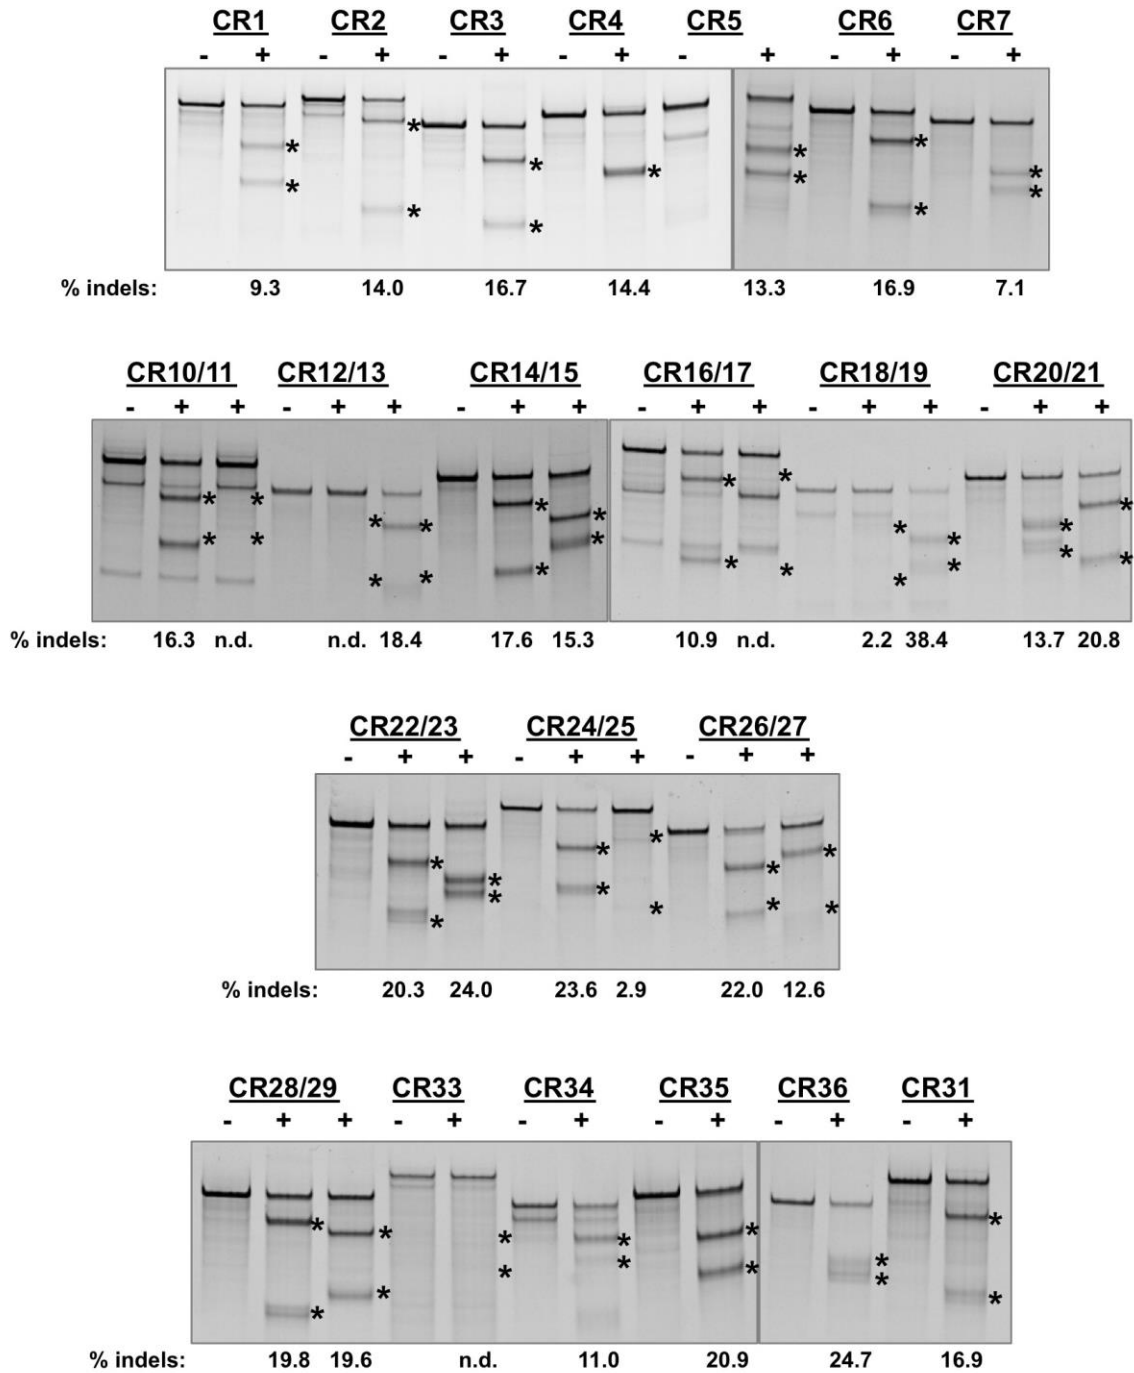 CR1 CR2 CR3 CR4 CR5 CR6 CR7
- + - + - + - + - + - + - +
* * * * * * * * * * * * *
% indels: 9.3 14.0 16.7 14.4 13.3 16.9 7.1
CR10/11 CR12/13 CR14/15 CR16/17 CR18/19 CR20/21
- + + - + + - + + - + + - + + - + +
* * * * * * * * * * * * * * * * * * * * * * * *
% indels: 16.3 n.d. n.d. 18.4 17.6 15.3 10.9 n.d. 2.2 38.4 13.7 20.8
CR22/23 CR24/25 CR26/27
- + + - + + - + +
* * * * * * * * * * * *
% indels: 20.3 24.0 23.6 2.9 22.0 12.6
CR28/29 CR33 CR34 CR35 CR36 CR31
- + + - + - + - + - + - +
* * * * * * * * * * * * * *
% indels: 19.8 19.6 n.d. 11.0 20.9 24.7 16.9